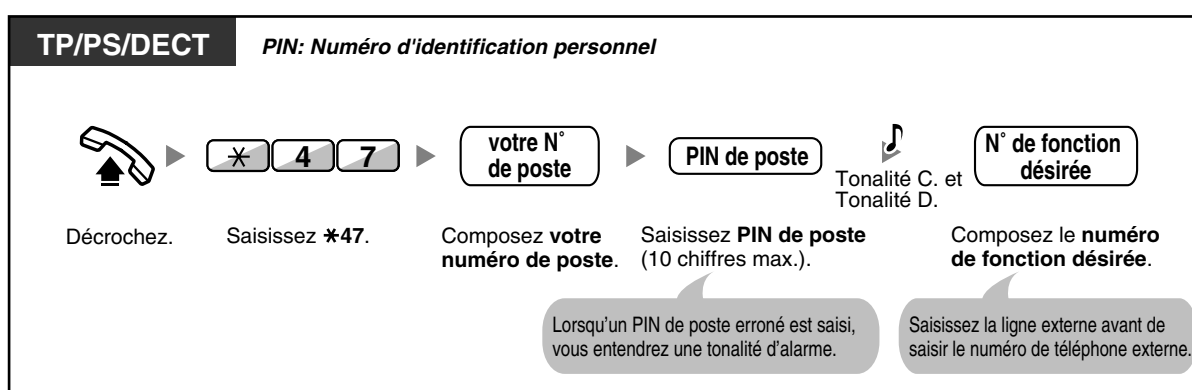 TP/PS/DECT
PIN: Numéro d'identification personnel
✱ 4 7
votre N°
de poste
PIN de poste
Tonalité C. et
Tonalité D.
N° de fonction
désirée
Décrochez.
Saisissez ✱47.
Composez votre
numéro de poste.
Saisissez PIN de poste
(10 chiffres max.).
Composez le numéro
de fonction désirée.
Lorsqu'un PIN de poste erroné est saisi,
vous entendrez une tonalité d'alarme.
Saisissez la ligne externe avant de
saisir le numéro de téléphone externe.